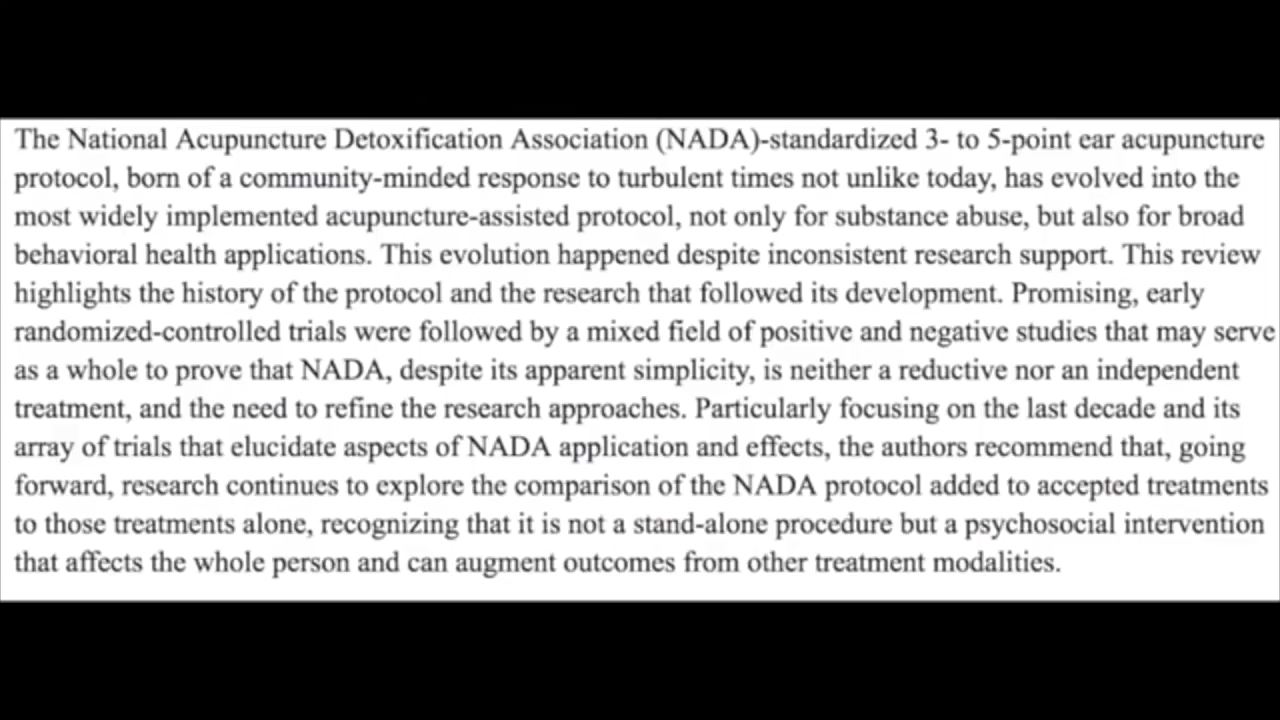 The National Acupuncture Detoxification Association (NADA)-standardized 3- to 5-point ear acupuncture
protocol, born of a community-minded response to turbulent times not unlike today, has evolved into the
most widely implemented acupuncture-assisted protocol, not only for substance abuse, but also for broad
behavioral health applications. This evolution happened despite inconsistent research support. This review
highlights the history of the protocol and the research that followed its development. Promising, early
randomized-controlled trials were followed by a mixed field of positive and negative studies that may serve
as a whole to prove that NADA, despite its apparent simplicity, is neither a reductive nor an independent
treatment, and the need to refine the research approaches. Particularly focusing on the last decade and its
array of trials that elucidate aspects of NADA application and effects, the authors recommend that, going
forward, research continues to explore the comparison of the NADA protocol added to accepted treatments
to those treatments alone, recognizing that it is not a stand-alone procedure but a psychosocial intervention
that affects the whole person and can augment outcomes from other treatment modalities.